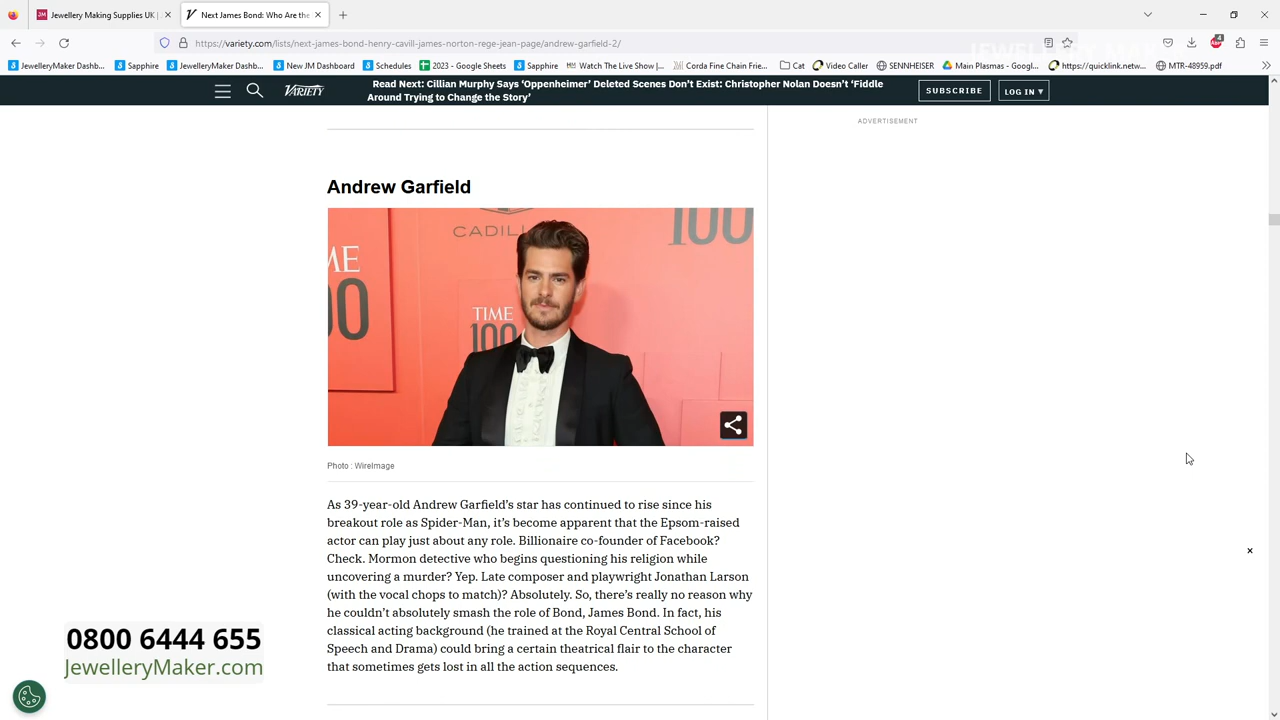 Jewellery Making Supplies UK |
Next James Bond: Who Are the
JEWELLERY MAK
https://variety.com/lists/next-james-bond-henry-cavill-james-norton-rege-jean-page/andrew-garfield-2/
4
JewelleryMaker Dashb...
Sapphire
JewelleryMaker Dashb...
Schedules
2023 - Google Sheets
Sapphire
Watch The Live Show |...
Corda Fine Chain Frie...
Cat
Video Caller
SENNHEISER
Main Plasmas - Googl...
https://quicklink.netw...
MTR-48959.pdf
New JM Dashboard
VARIETY
Read Next: Cillian Murphy Says ‘Oppenheimer’ Deleted Scenes Don’t Exist: Christopher Nolan Doesn’t ‘Fiddle
Around Trying to Change the Story’
SUBSCRIBE
LOG IN ▾
ADVERTISEMENT
Andrew Garfield
CADILL
100
ME
00
TIME
100
Photo : WireImage
As 39-year-old Andrew Garfield’s star has continued to rise since his
breakout role as Spider-Man, it’s become apparent that the Epsom-raised
actor can play just about any role. Billionaire co-founder of Facebook?
Check. Mormon detective who begins questioning his religion while
uncovering a murder? Yep. Late composer and playwright Jonathan Larson
(with the vocal chops to match)? Absolutely. So, there’s really no reason why
he couldn’t absolutely smash the role of Bond, James Bond. In fact, his
classical acting background (he trained at the Royal Central School of
Speech and Drama) could bring a certain theatrical flair to the character
that sometimes gets lost in all the action sequences.
0800 6444 655
JewelleryMaker.com